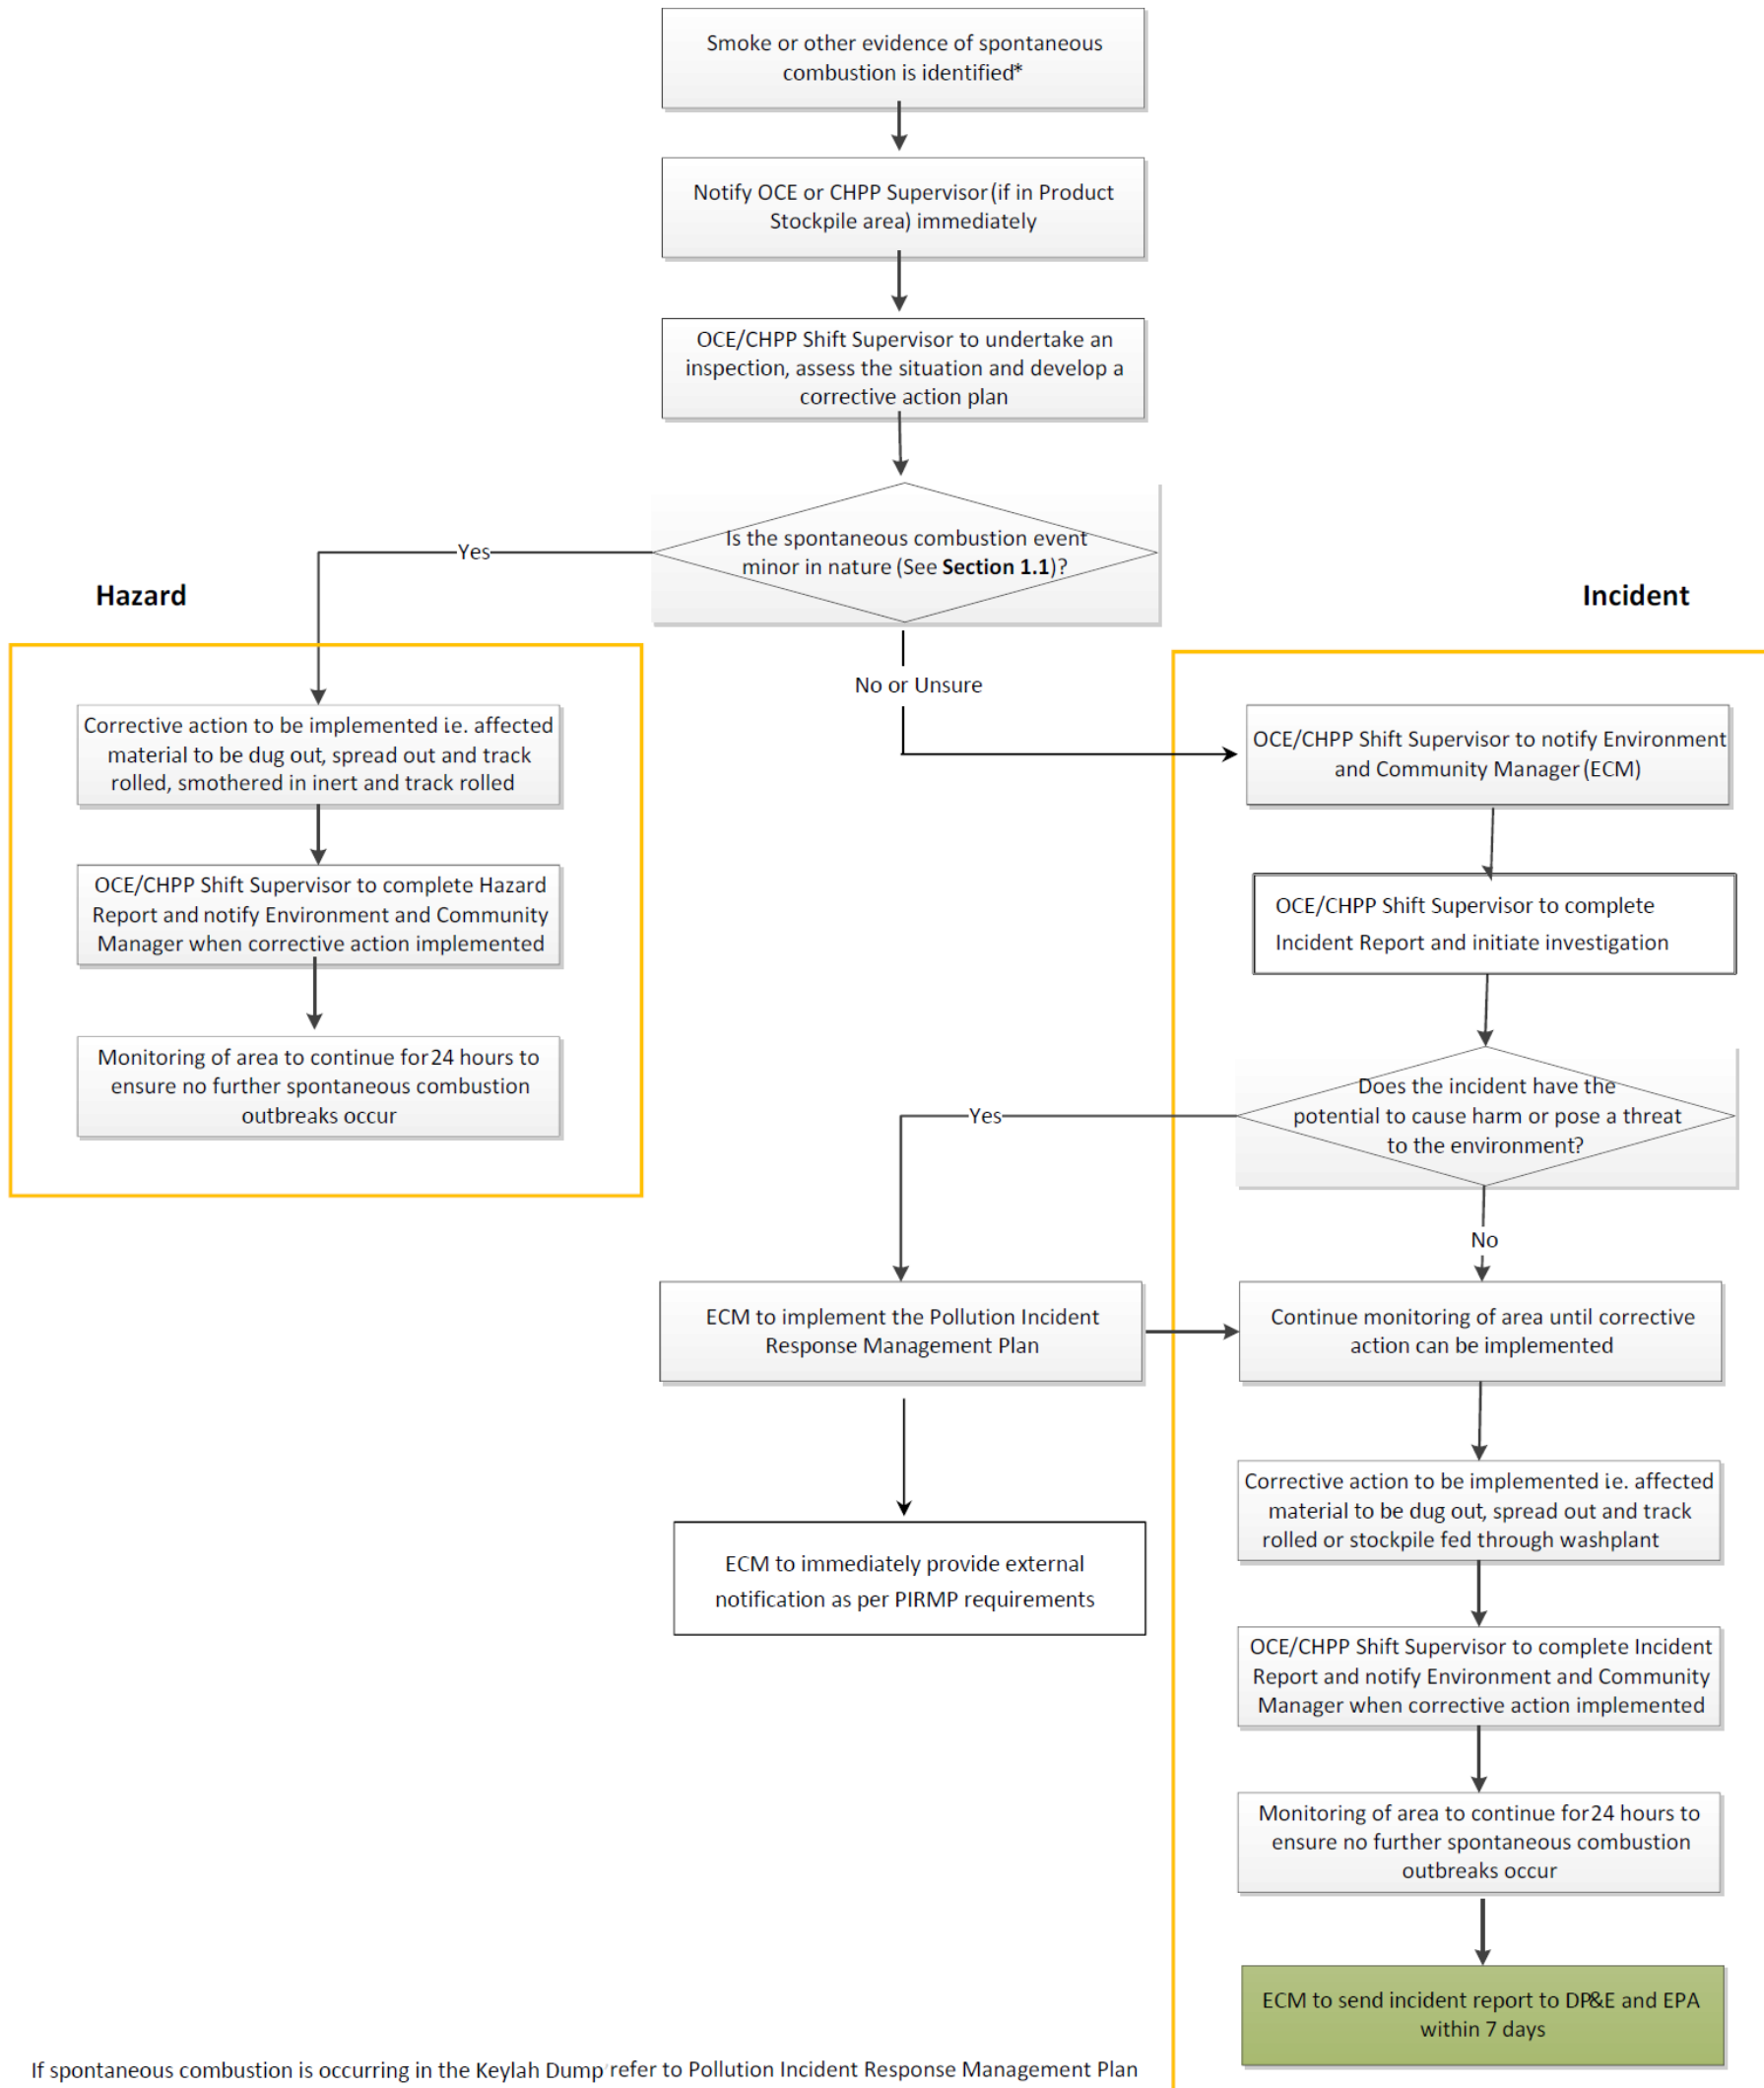 Smoke or other evidence of spontaneous
combustion is identified*
Notify OCE or CHPP Supervisor (if in Product
Stockpile area) immediately
OCE/CHPP Shift Supervisor to undertake an
inspection, assess the situation and develop a
corrective action plan
Is the spontaneous combustion event
minor in nature (See Section 1.1)?
Yes
No or Unsure
Hazard
Corrective action to be implemented i.e. affected
material to be dug out, spread out and track
rolled, smothered in inert and track rolled
OCE/CHPP Shift Supervisor to complete Hazard
Report and notify Environment and Community
Manager when corrective action implemented
Monitoring of area to continue for 24 hours to
ensure no further spontaneous combustion
outbreaks occur
Incident
OCE/CHPP Shift Supervisor to notify Environment
and Community Manager (ECM)
OCE/CHPP Shift Supervisor to complete
Incident Report and initiate investigation
Does the incident have the
potential to cause harm or pose a threat
to the environment?
Yes
No
ECM to implement the Pollution Incident
Response Management Plan
ECM to immediately provide external
notification as per PIRMP requirements
Continue monitoring of area until corrective
action can be implemented
Corrective action to be implemented i.e. affected
material to be dug out, spread out and track
rolled or stockpile fed through washplant
OCE/CHPP Shift Supervisor to complete Incident
Report and notify Environment and Community
Manager when corrective action implemented
Monitoring of area to continue for 24 hours to
ensure no further spontaneous combustion
outbreaks occur
ECM to send incident report to DP&E and EPA
within 7 days
If spontaneous combustion is occurring in the Keylah Dump refer to Pollution Incident Response Management Plan